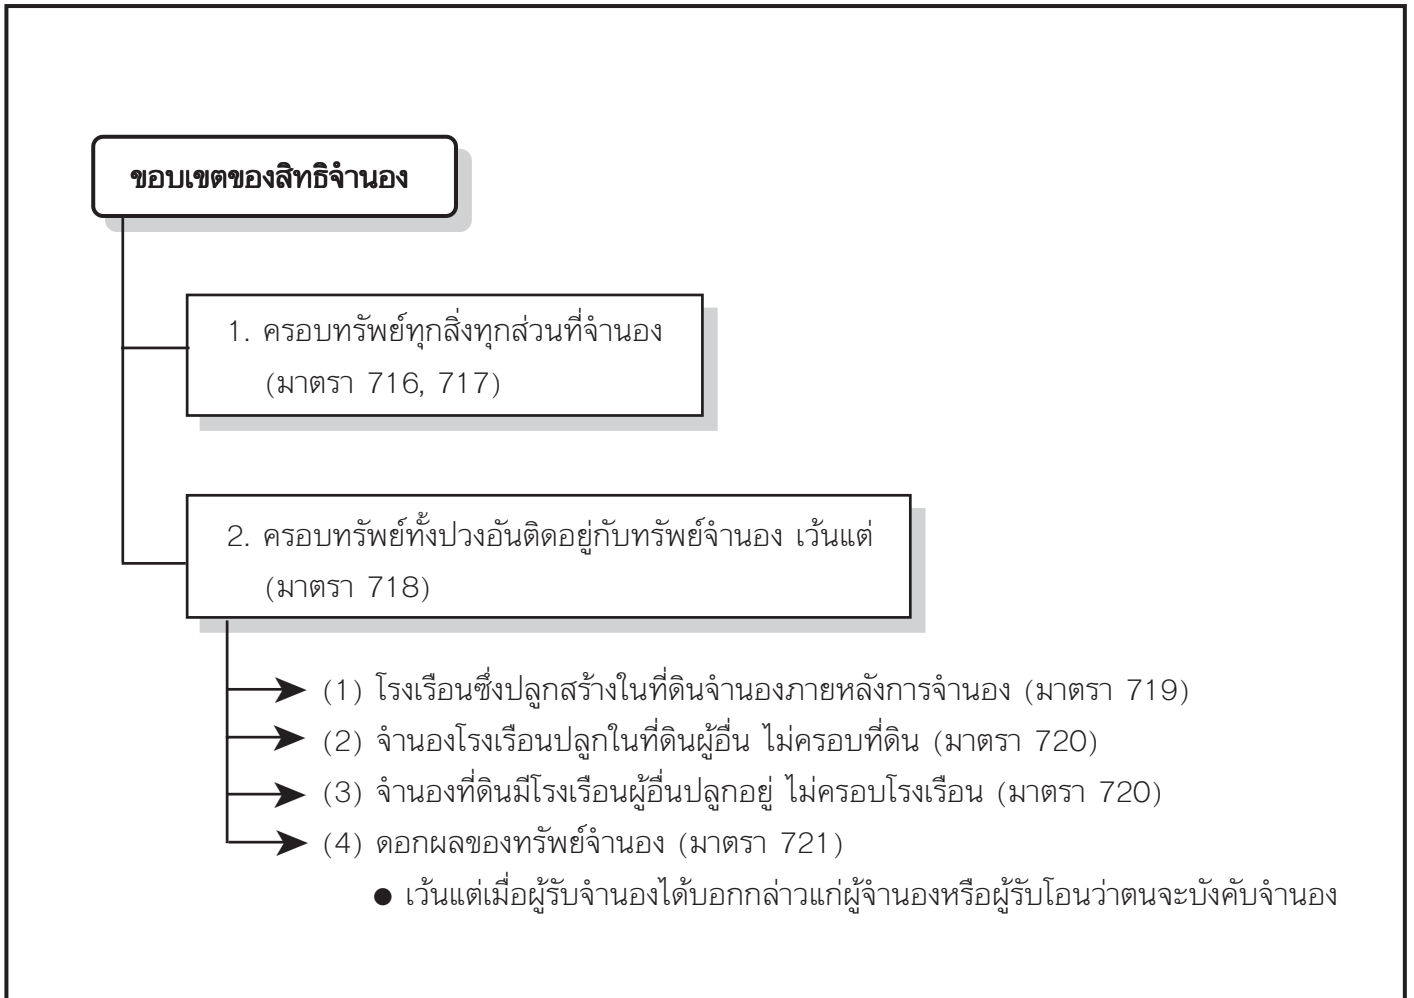 ขอบเขตของสิทธิจำนอง
1. ครอบทรัพย์ทุกสิ่งทุกส่วนที่จำนอง
(มาตรา 716, 717)
2. ครอบทรัพย์ทั้งปวงอันติดอยู่กับทรัพย์จำนอง เว้นแต่
(มาตรา 718)
(1) โรงเรือนซึ่งปลูกสร้างในที่ดินจำนองภายหลังการจำนอง (มาตรา 719)
(2) จำนองโรงเรือนปลูกในที่ดินผู้อื่น ไม่ครอบที่ดิน (มาตรา 720)
(3) จำนองที่ดินมีโรงเรือนผู้อื่นปลูกอยู่ ไม่ครอบโรงเรือน (มาตรา 720)
(4) ดอกผลของทรัพย์จำนอง (มาตรา 721)
● เว้นแต่เมื่อผู้รับจำนองได้บอกกล่าวแก่ผู้จำนองหรือผู้รับโอนว่าตนจะบังคับจำนอง